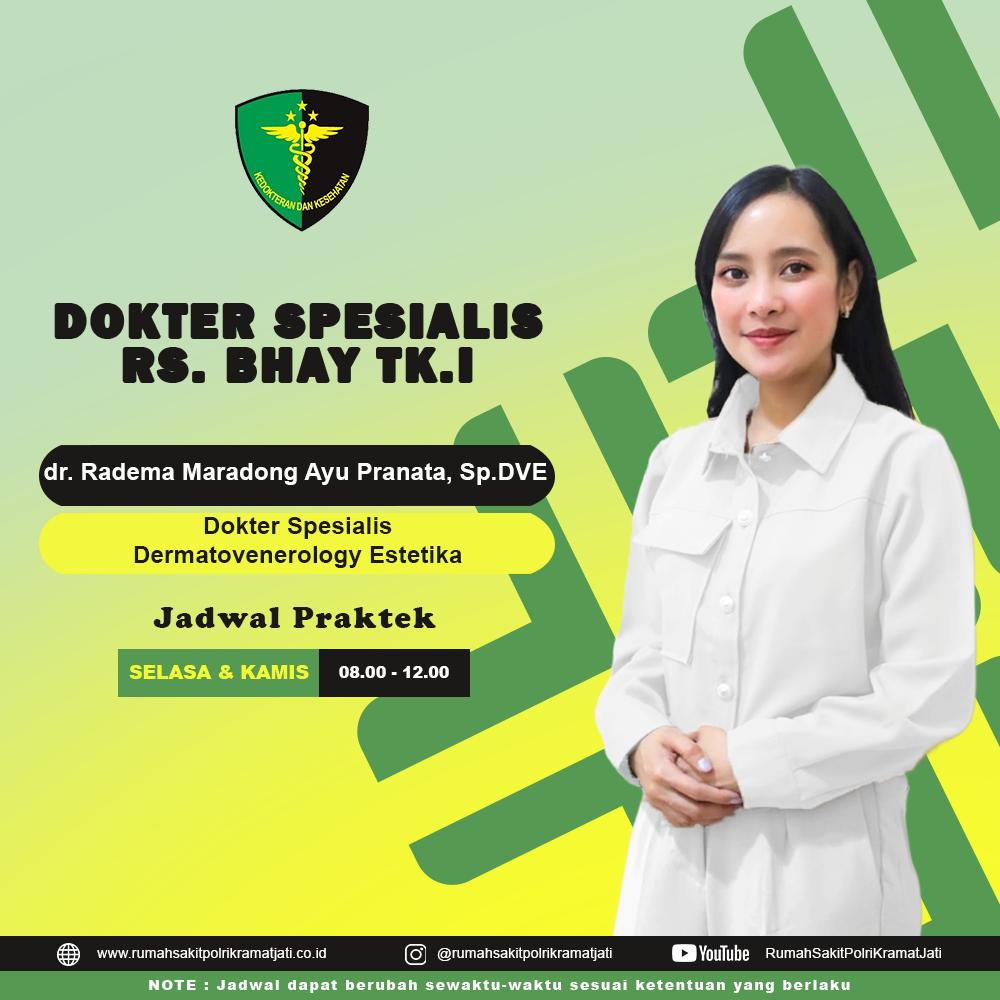 KEDOKTERAN DAN KESEHATAN
DOKTER SPESIALIS
RS. BHAY TK.I
dr. Radema Maradong Ayu Pranata, Sp.DVE
Dokter Spesialis
Dermatovenerology Estetika
Jadwal Praktek
SELASA & KAMIS 08.00 - 12.00
www.rumahsakitpolrikramatjati.co.id @rumahsakitpolrikramatjati YouTube RumahSakitPolriKramatJati
NOTE : Jadwal dapat berubah sewaktu-waktu sesuai ketentuan yang berlaku